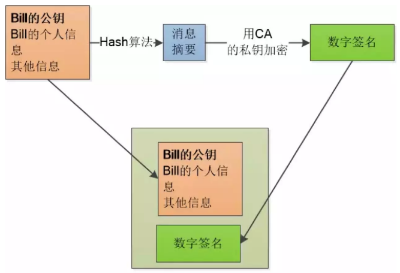 Bill的公钥
Bill的个人信
息
其他信息
Hash算法
消息
摘要
用CA
的私钥加密
数字签名
Bill的公钥
Bill的个人信
息
其他信息
数字签名